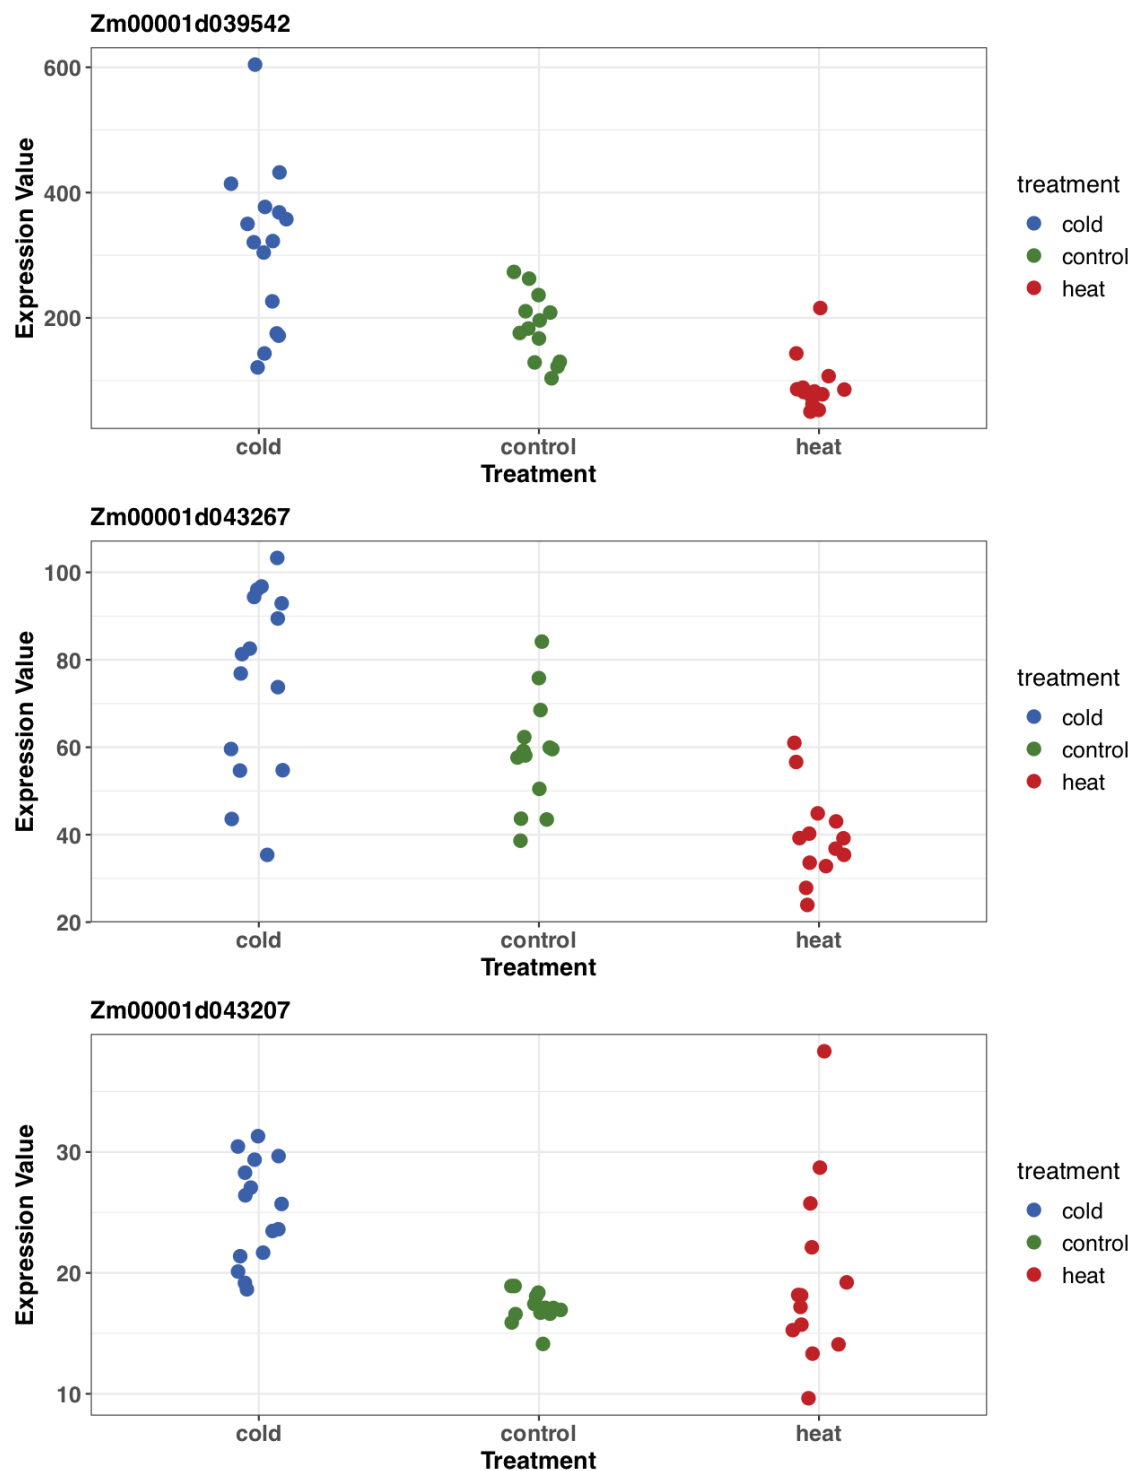 Zm00001d039542
600
400
200
Expression Value
cold
control
heat
Treatment
treatment
cold
control
heat
Zm00001d043267
100
80
60
40
20
Expression Value
cold
control
heat
Treatment
treatment
cold
control
heat
Zm00001d043207
30
20
10
Expression Value
cold
control
heat
Treatment
treatment
cold
control
heat